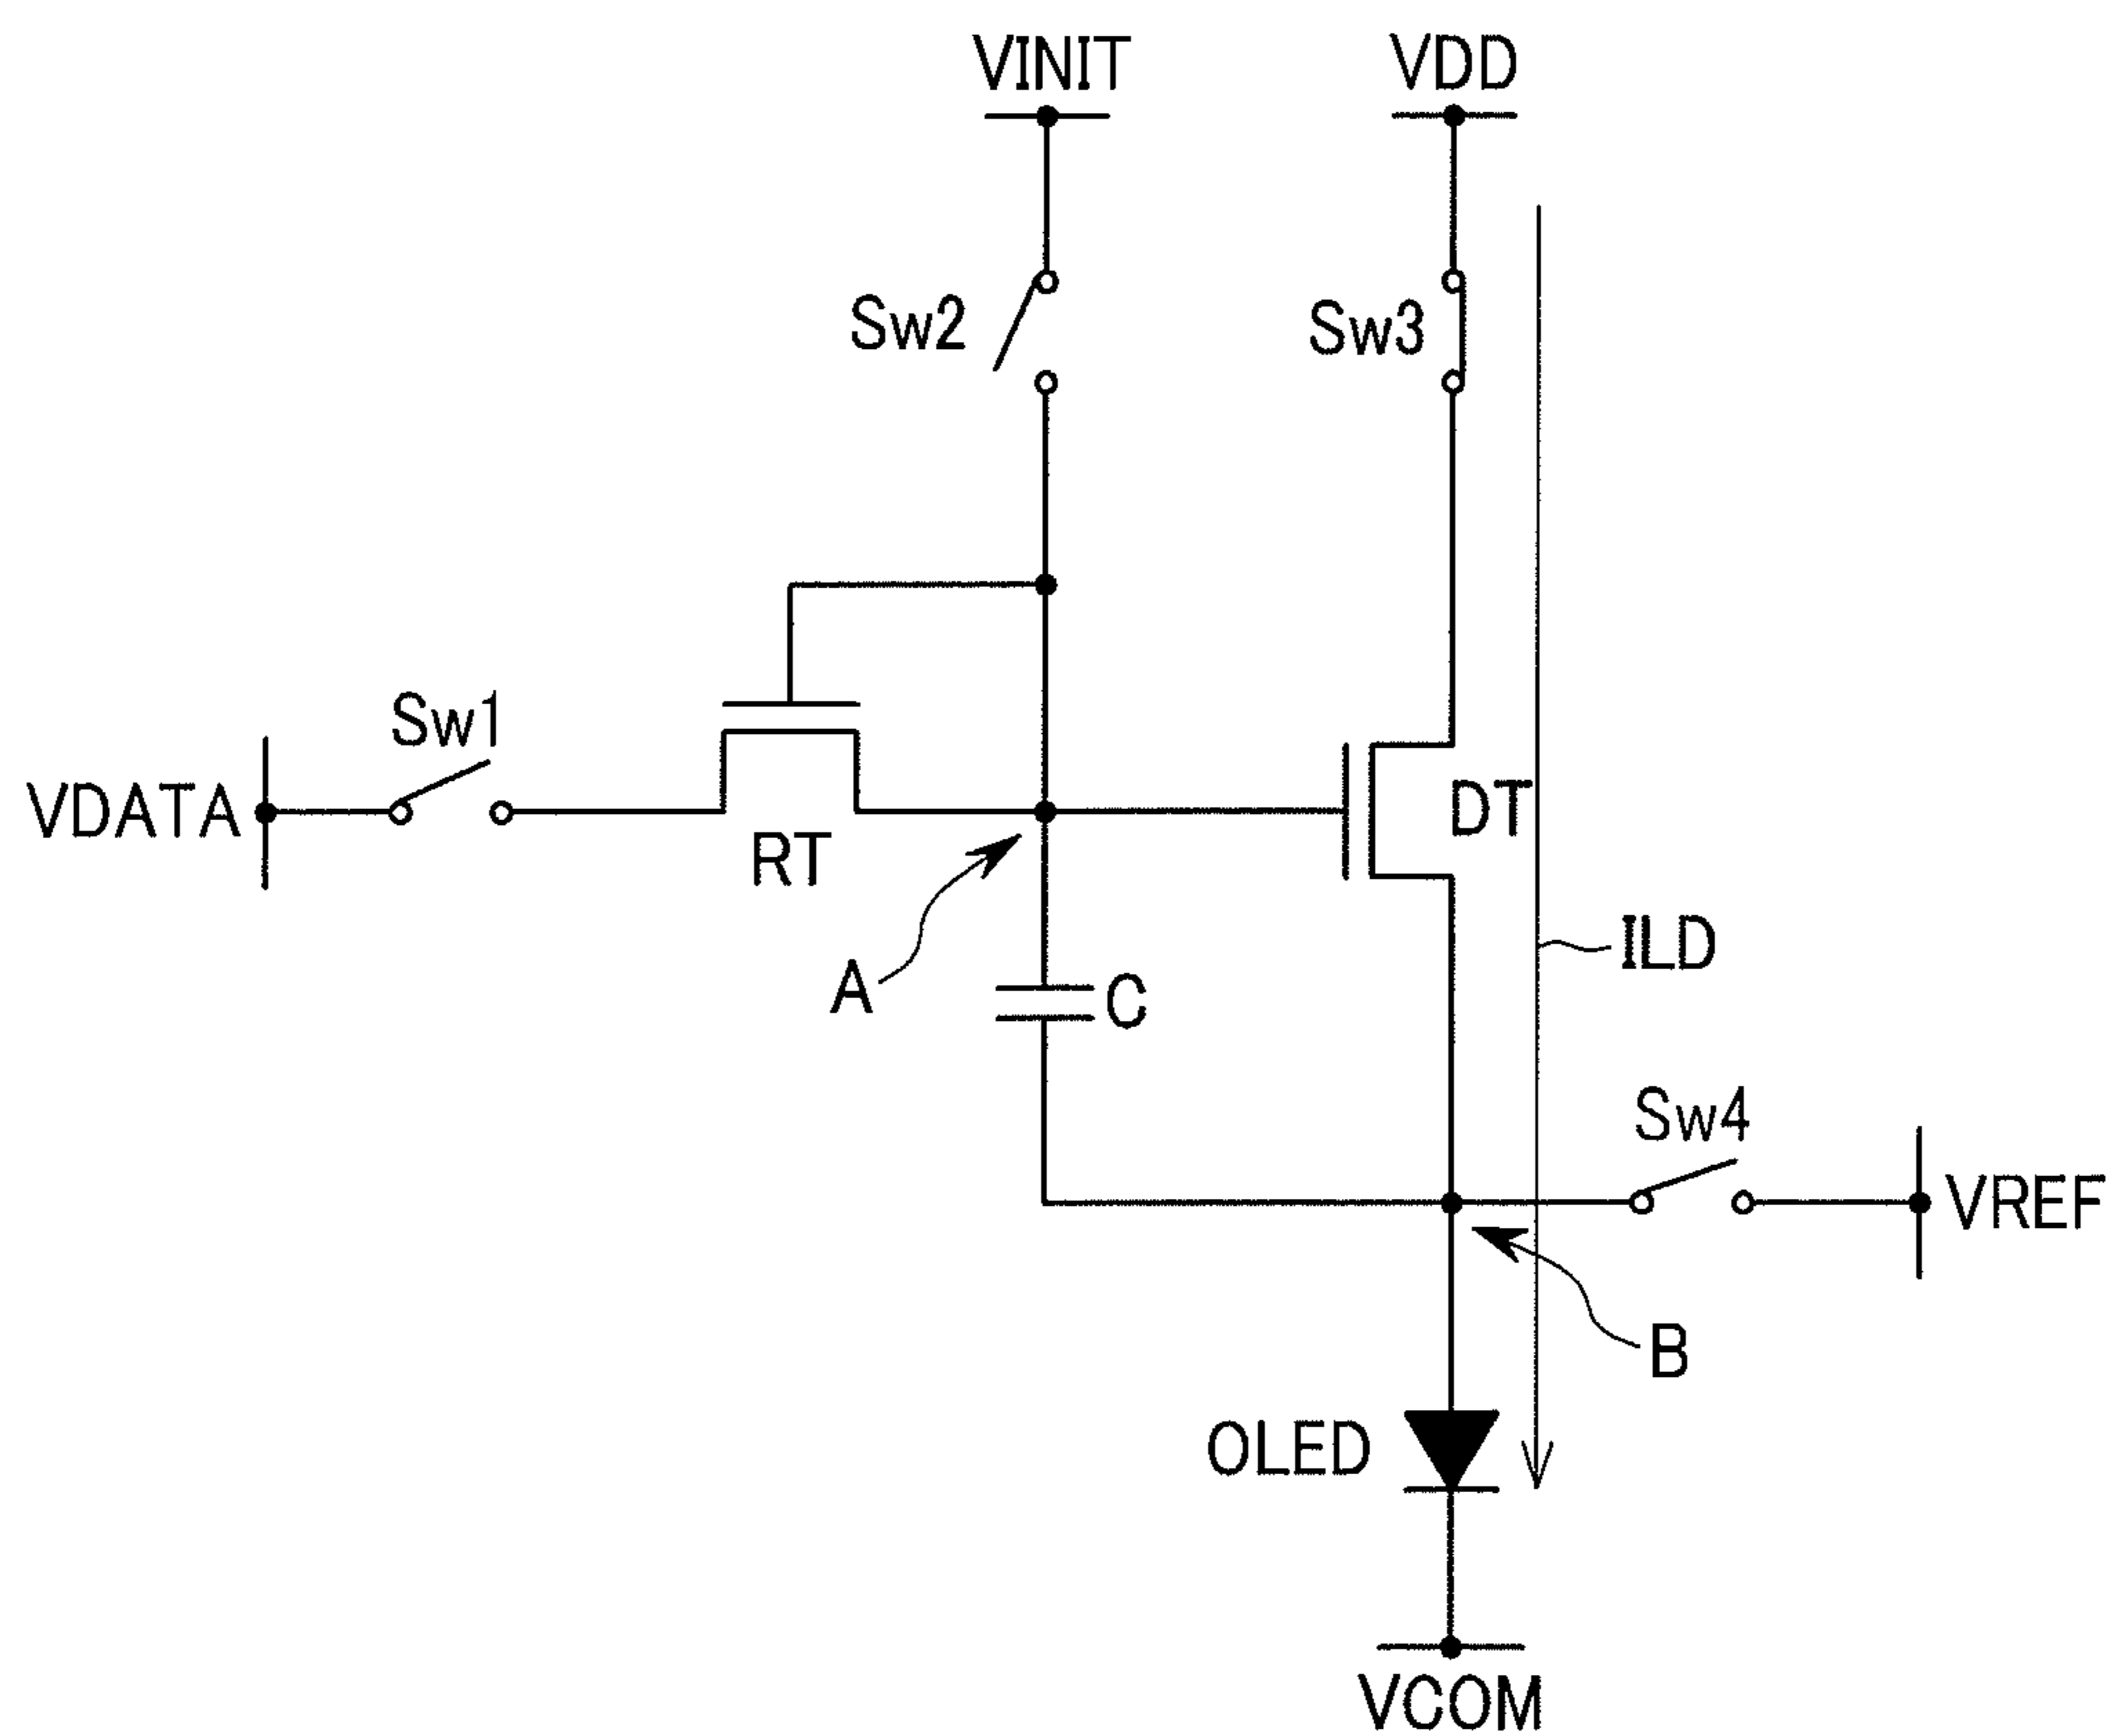 VINIT
VDD
Sw2
Sw3
Sw1
VDATA
DT
RT
ILD
A
C
Sw4
VREF
B
OLED
VCOM